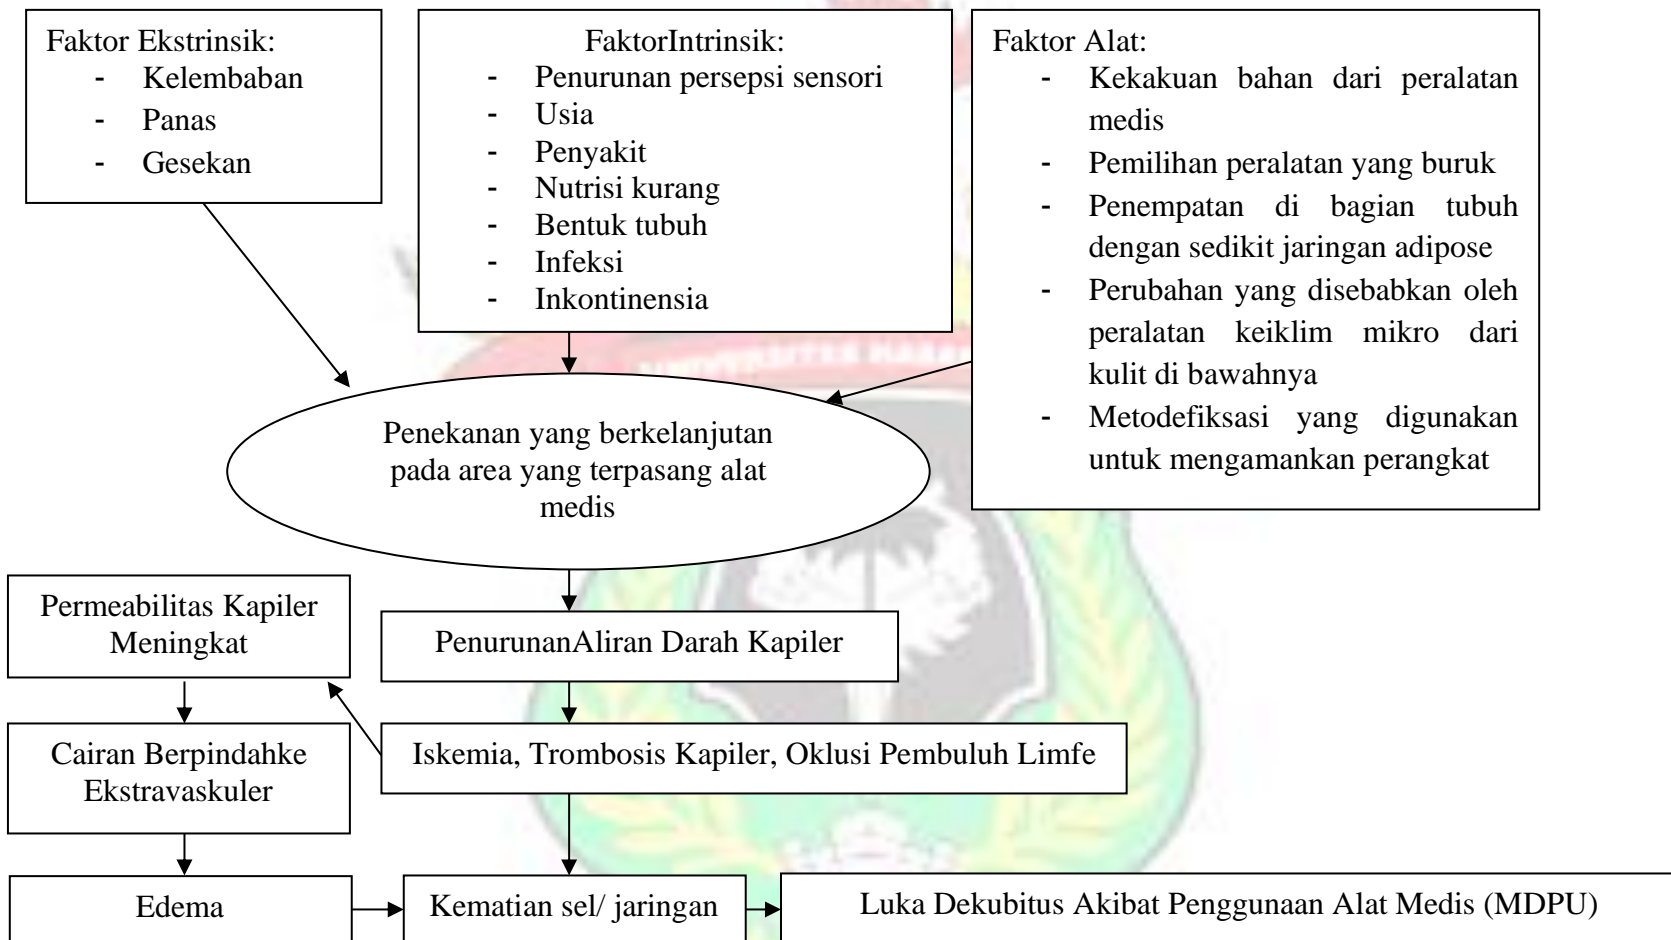 Faktor Ekstrinsik:
- Kelembaban
- Panas
- Gesekan
FaktorIntrinsik:
- Penurunan persepsi sensori
- Usia
- Penyakit
- Nutrisi kurang
- Bentuk tubuh
- Infeksi
- Inkontinensia
Faktor Alat:
- Kekakuan bahan dari peralatan
medis
- Pemilihan peralatan yang buruk
- Penempatan di bagian tubuh
dengan sedikit jaringan adipose
- Perubahan yang disebabkan oleh
peralatan keiklim mikro dari
kulit di bawahnya
- Metodefiksasi yang digunakan
untuk mengamankan perangkat
Penekanan yang berkelanjutan
pada area yang terpasang alat
medis
Permeabilitas Kapiler
Meningkat
PenurunanAliran Darah Kapiler
Cairan Berpindahke
Ekstravaskuler
Iskemia, Trombosis Kapiler, Oklusi Pembuluh Limfe
Edema
Kematian sel/ jaringan
Luka Dekubitus Akibat Penggunaan Alat Medis (MDPU)